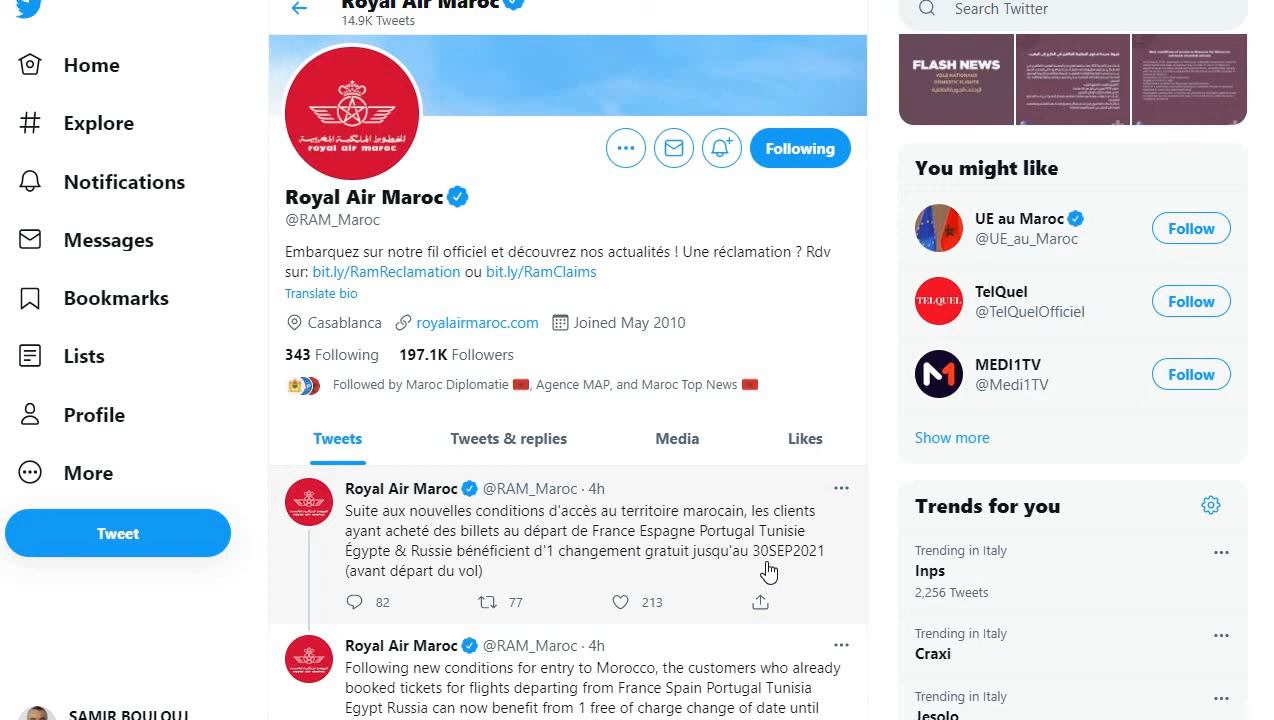 Royal Air Maroc
14.9K Tweets
Search Twitter
Home
Explore
Notifications
Messages
Bookmarks
Lists
Profile
More
Tweet
SAMIR BOULOUJ
الخطوط الملكية المغربية
royal air maroc
Following
Royal Air Maroc
@RAM_Maroc
Embarquez sur notre fil officiel et découvrez nos actualités ! Une réclamation ? Rdv
sur: bit.ly/RamReclamation ou bit.ly/RamClaims
Translate bio
Casablanca royalairmaroc.com Joined May 2010
343 Following 197.1K Followers
Followed by Maroc Diplomatie, Agence MAP, and Maroc Top News
Tweets Tweets & replies Media Likes
Royal Air Maroc @RAM_Maroc · 4h
Suite aux nouvelles conditions d'accès au territoire marocain, les clients
ayant acheté des billets au départ de France Espagne Portugal Tunisie
Égypte & Russie bénéficient d'1 changement gratuit jusqu'au 30SEP2021
(avant départ du vol)
82 77 213
Royal Air Maroc @RAM_Maroc · 4h
Following new conditions for entry to Morocco, the customers who already
booked tickets for flights departing from France Spain Portugal Tunisia
Egypt Russia can now benefit from 1 free of charge change of date until
FLASH NEWS
VOLS NATIONAUX
DOMESTIC FLIGHTS
You might like
UE au Maroc
@UE_au_Maroc
Follow
TELQUEL
TelQuel
@TelQuelOfficiel
Follow
MEDI1TV
@Medi1TV
Follow
Show more
Trends for you
Trending in Italy
Inps
2,256 Tweets
Trending in Italy
Craxi
Trending in Italy
Jesolo